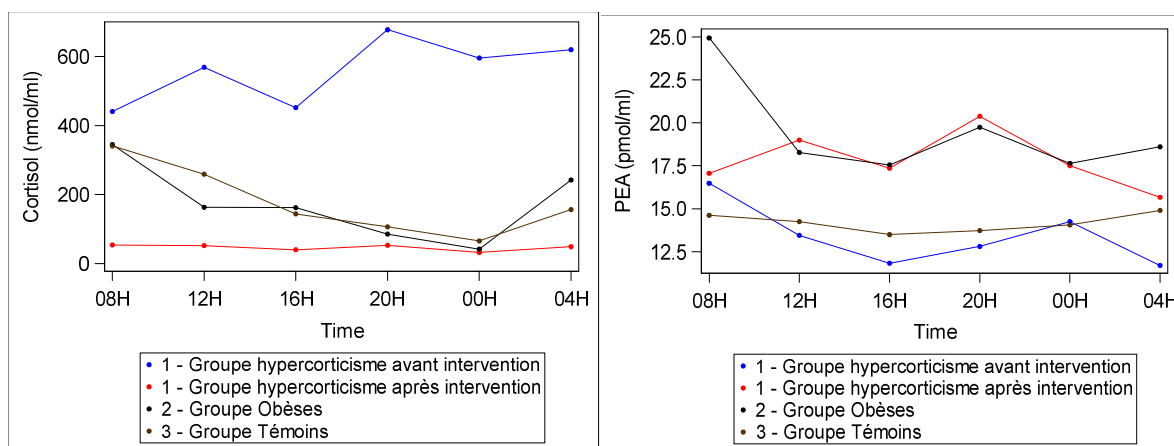 Cortisol (nmol/ml)
600
400
200
0
08H 12H 16H 20H 00H 04H
Time
1 - Groupe hypercorticisme avant intervention
1 - Groupe hypercorticisme après intervention
2 - Groupe Obèses
3 - Groupe Témoins
PEA (pmol/ml)
25.0
22.5
20.0
17.5
15.0
12.5
08H 12H 16H 20H 00H 04H
Time
1 - Groupe hypercorticisme avant intervention
1 - Groupe hypercorticisme après intervention
2 - Groupe Obèses
3 - Groupe Témoins